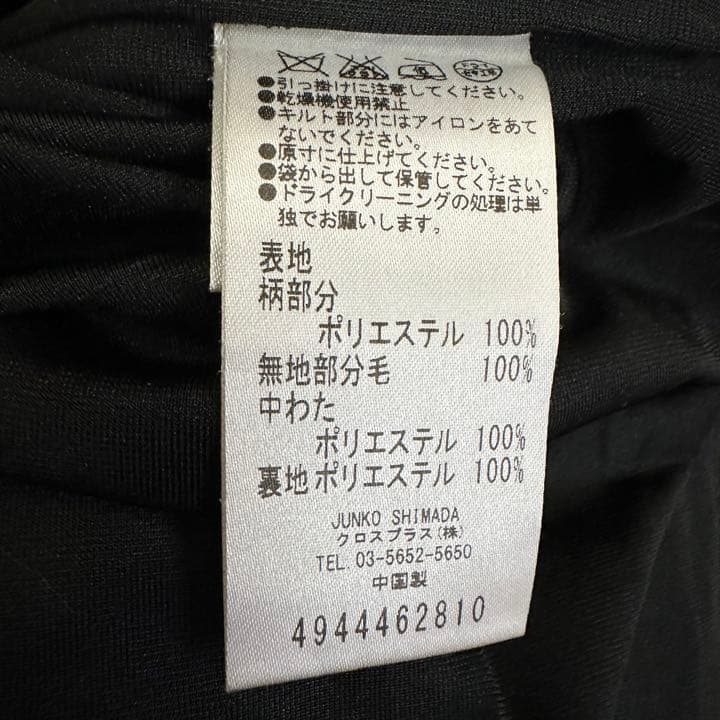 ●引っ掛けに注意してください。
●乾燥機使用禁止
●キルト部分にはアイロンをあて
ないでください。
●原寸に仕上げてください。
●袋から出して保管してください。
●ドライクリーニングの処理は単
独でお願いします。
表地
柄部分
ポリエステル 100%
無地部分毛 100%
中わた
ポリエステル 100%
裏地 ポリエステル 100%
JUNKO SHIMADA
クロスプラス(株)
TEL. 03-5652-5650
中国製
4944462810